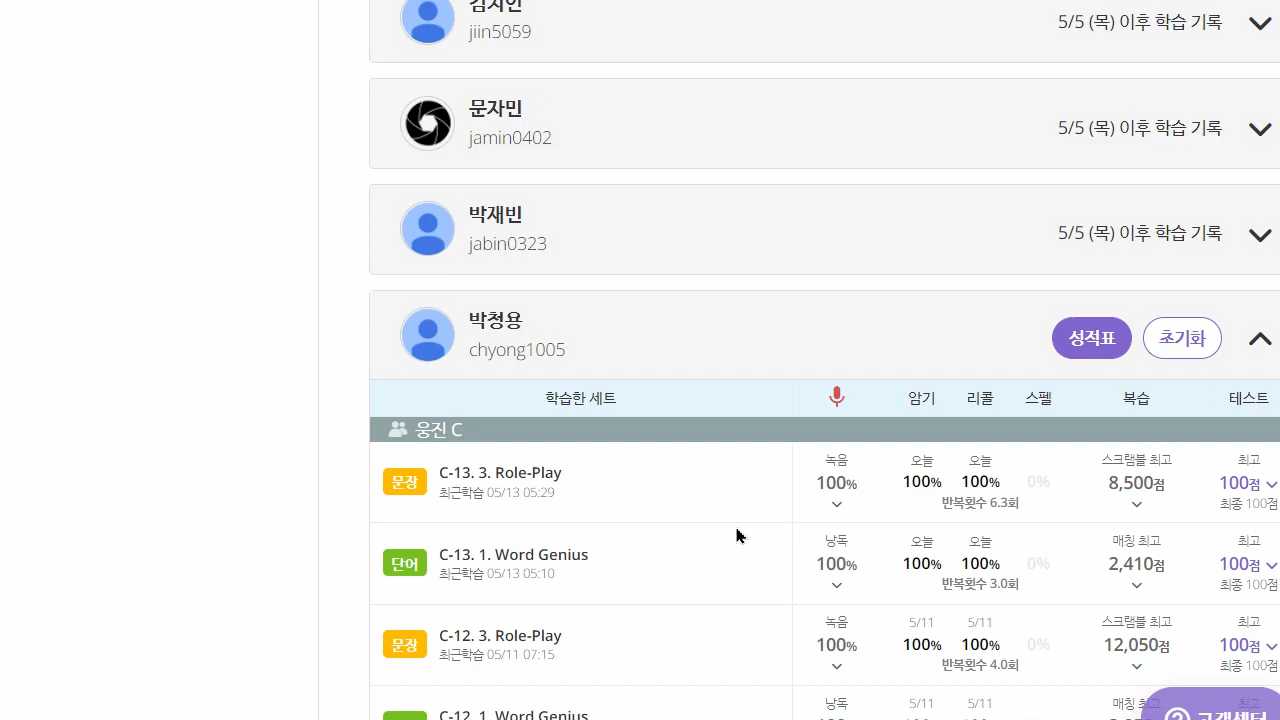 김지인
jiin5059
5/5 (목) 이후 학습 기록
문자민
jamin0402
5/5 (목) 이후 학습 기록
박재빈
jabin0323
5/5 (목) 이후 학습 기록
박청용
chyong1005
성적표
초기화
학습한 세트 암기 리콜 스펠 복습 테스트
웅진 C
문장
C-13. 3. Role-Play
최근학습 05/13 05:29
녹음 오늘 오늘 스크램블 최고 최고
100% 100% 100% 0% 8,500점 100점
반복횟수 6.3회 최종 100점
단어
C-13. 1. Word Genius
최근학습 05/13 05:10
낭독 오늘 오늘 매칭 최고 최고
100% 100% 100% 0% 2,410점 100점
반복횟수 3.0회 최종 100점
문장
C-12. 3. Role-Play
최근학습 05/11 07:15
녹음 5/11 5/11 스크램블 최고 최고
100% 100% 100% 0% 12,050점 100점
반복횟수 4.0회 최종 100점
C-12. 1. Word Genius
낭독 5/11 5/11 매칭 최고 최고
고객센터